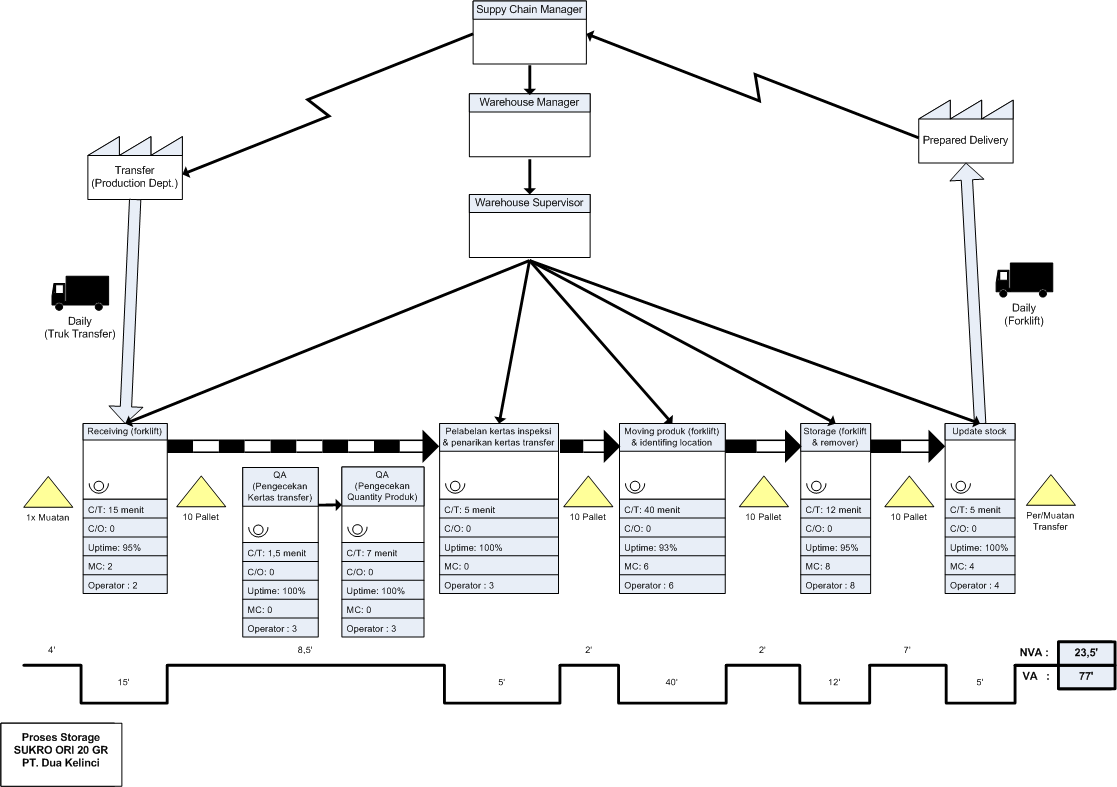 Suppy Chain Manager
Warehouse Manager
Warehouse Supervisor
Transfer
(Production Dept.)
Prepared Delivery
Daily
(Truk Transfer)
Daily
(Forklift)
1x Muatan
Receiving (forklift)
C/T: 15 menit
C/O: 0
Uptime: 95%
MC: 2
Operator : 2
10 Pallet
QA
(Pengecekan
Kertas transfer)
C/T: 1,5 menit
C/O: 0
Uptime: 100%
MC: 0
Operator : 3
QA
(Pengecekan
Quantity Produk)
C/T: 7 menit
C/O: 0
Uptime: 100%
MC: 0
Operator : 3
Pelabelan kertas inspeksi
& penarikan kertas transfer
C/T: 5 menit
C/O: 0
Uptime: 100%
MC: 0
Operator : 3
10 Pallet
Moving produk (forklift)
& identifing location
C/T: 40 menit
C/O: 0
Uptime: 93%
MC: 6
Operator : 6
10 Pallet
Storage (forklift
& remover)
C/T: 12 menit
C/O: 0
Uptime: 95%
MC: 8
Operator : 8
10 Pallet
Update stock
C/T: 5 menit
C/O: 0
Uptime: 100%
MC: 4
Operator : 4
Per/Muatan
Transfer
4'
8,5'
2'
2'
7'
NVA : 23,5'
15'
5'
40'
12'
5'
VA : 77'
Proses Storage
SUKRO ORI 20 GR
PT. Dua Kelinci